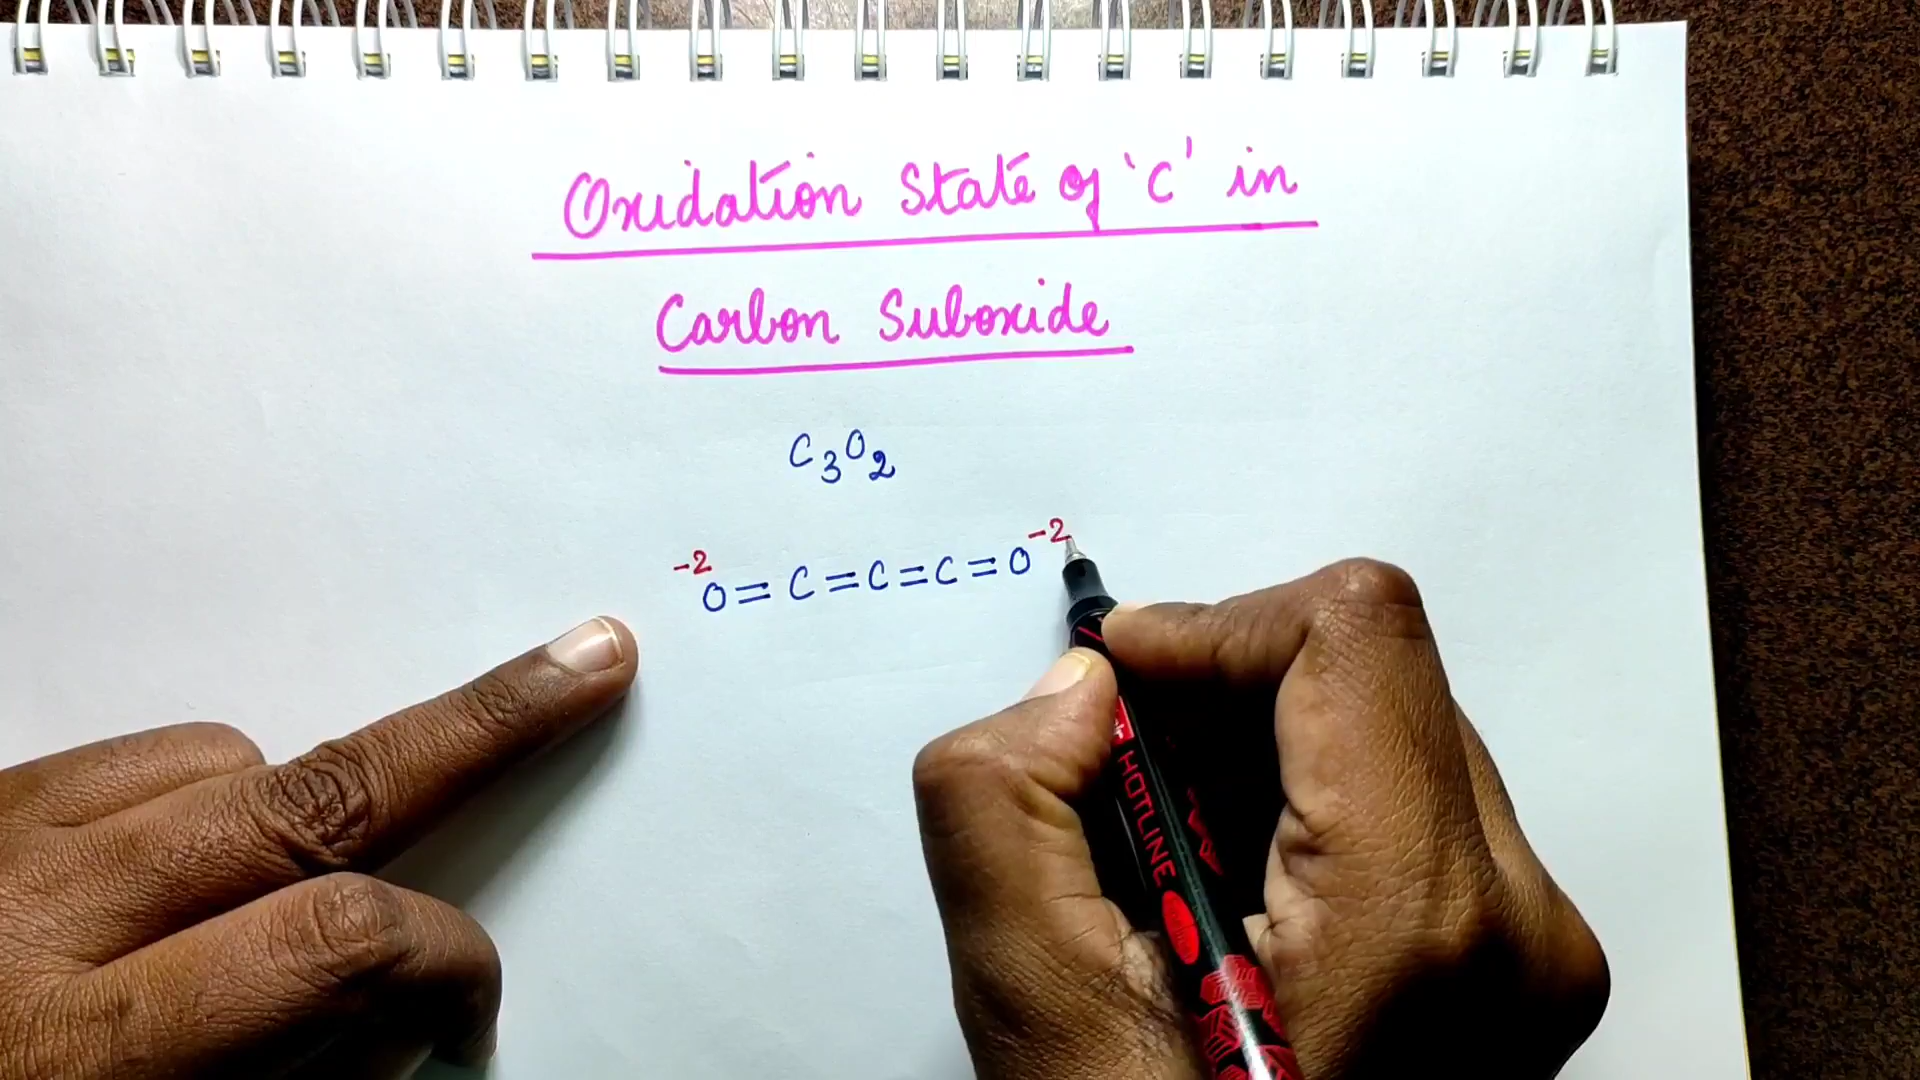 Oxidation State of 'C' in
Carbon Suboxide
C₃O₂
-2 -2
O=C=C=C=O
HOTLINE